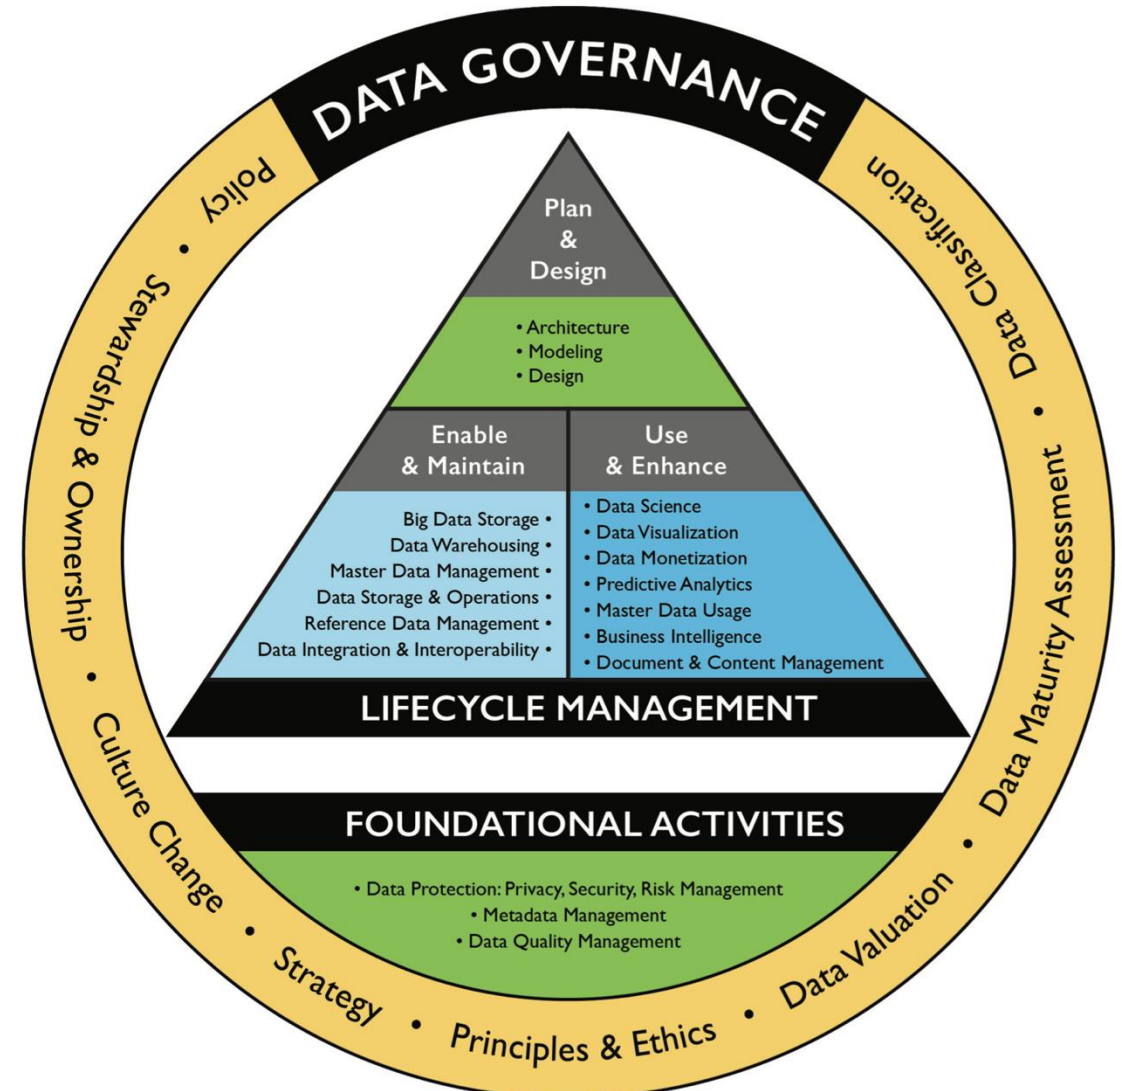 DATA GOVERNANCE
Policy • Stewardship & Ownership • Culture Change • Strategy • Principles & Ethics • Data Valuation • Data Maturity Assessment • Data Classification
Plan
&
Design
• Architecture
• Modeling
• Design
Enable
& Maintain
Big Data Storage •
Data Warehousing •
Master Data Management •
Data Storage & Operations •
Reference Data Management •
Data Integration & Interoperability •
Use
& Enhance
• Data Science
• Data Visualization
• Data Monetization
• Predictive Analytics
• Master Data Usage
• Business Intelligence
• Document & Content Management
LIFECYCLE MANAGEMENT
FOUNDATIONAL ACTIVITIES
• Data Protection: Privacy, Security, Risk Management
• Metadata Management
• Data Quality Management